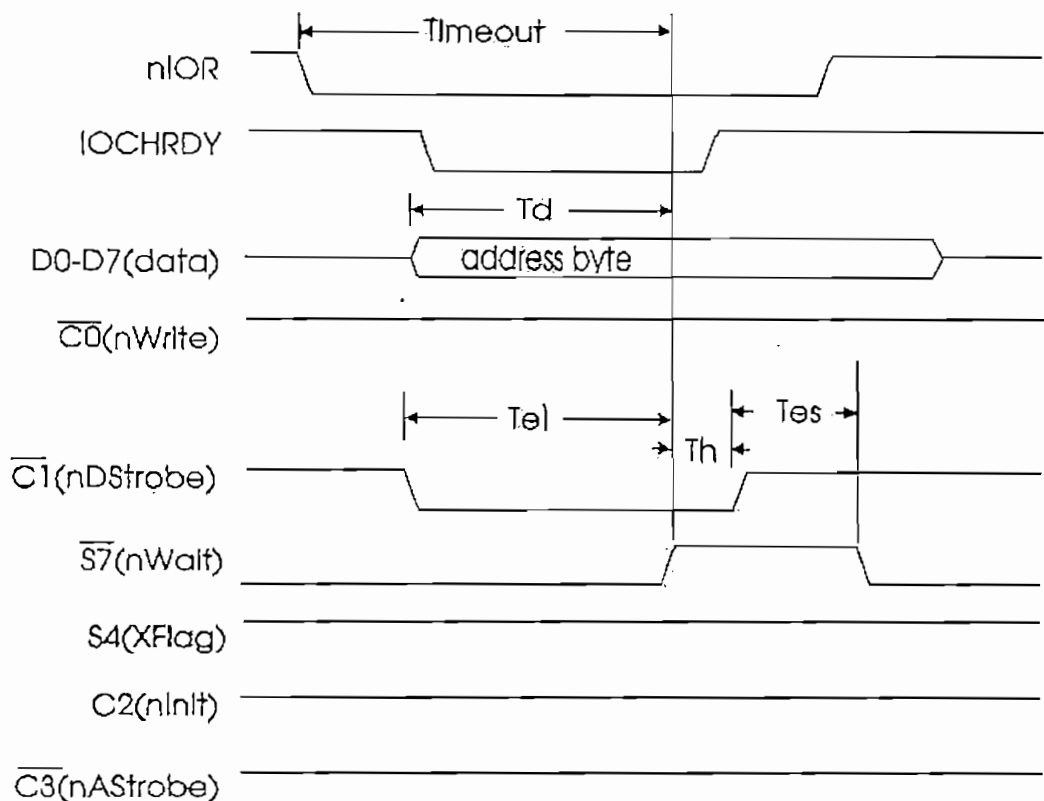 Timeout
nIOR
IOCHRDY
Td
D0-D7(data)
address byte
C0(nWrite)
Tel
Th
Tes
C1(nDStrobe)
S7(nWait)
S4(XFlag)
C2(nInit)
C3(nAStrobe)